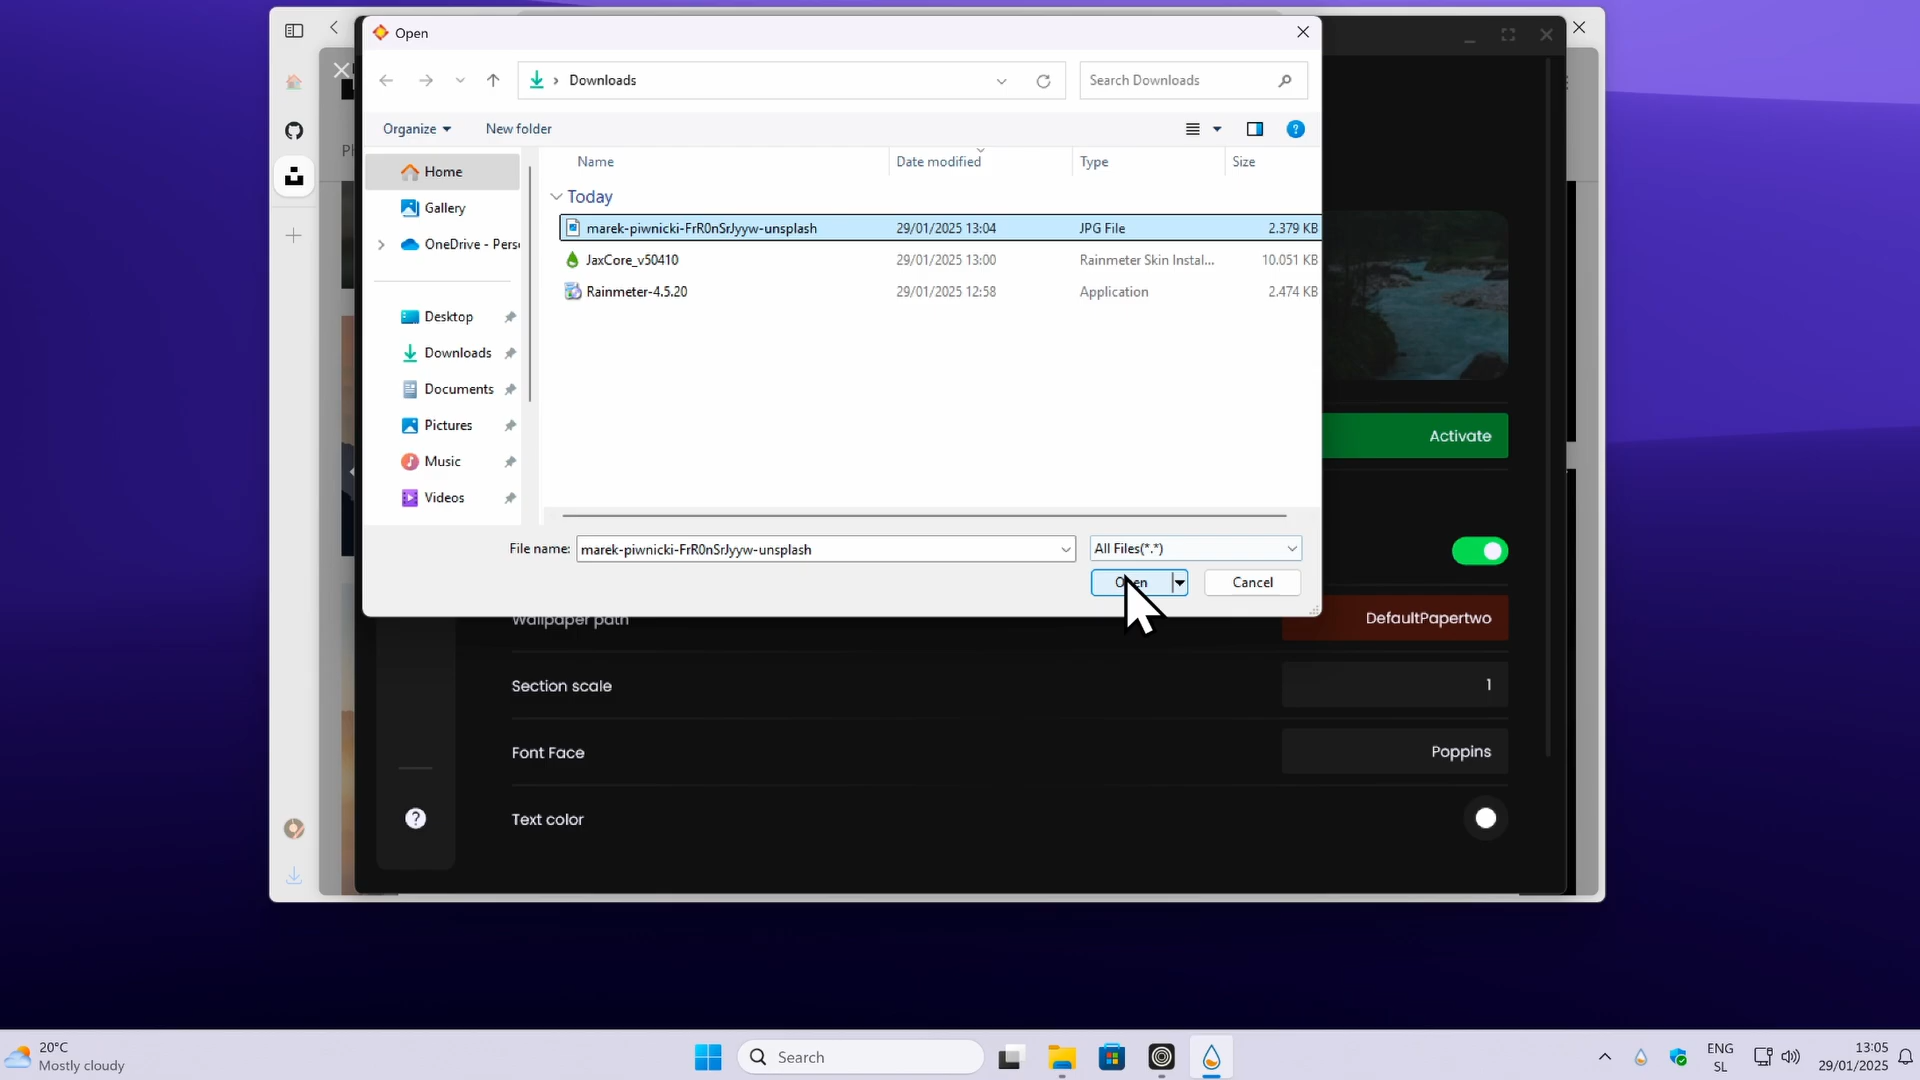 Open
Downloads
Search Downloads
Organize
New folder
Name
Date modified
Type
Size
Home
Gallery
OneDrive - Pers
Desktop
Downloads
Documents
Pictures
Music
Videos
Today
marek-piwnicki-FrR0nSrJyyw-unsplash 29/01/2025 13:04 JPG File 2.379 KB
JaxCore_v50410 29/01/2025 13:00 Rainmeter Skin Instal... 10.051 KB
Rainmeter-4.5.20 29/01/2025 12:58 Application 2.474 KB
File name: marek-piwnicki-FrR0nSrJyyw-unsplash
All Files(*.*)
Open
Cancel
Activate
Wallpaper path
DefaultPapertwo
Section scale
1
Font Face
Poppins
Text color
20°C
Mostly cloudy
Search
ENG
SL
13:05
29/01/2025